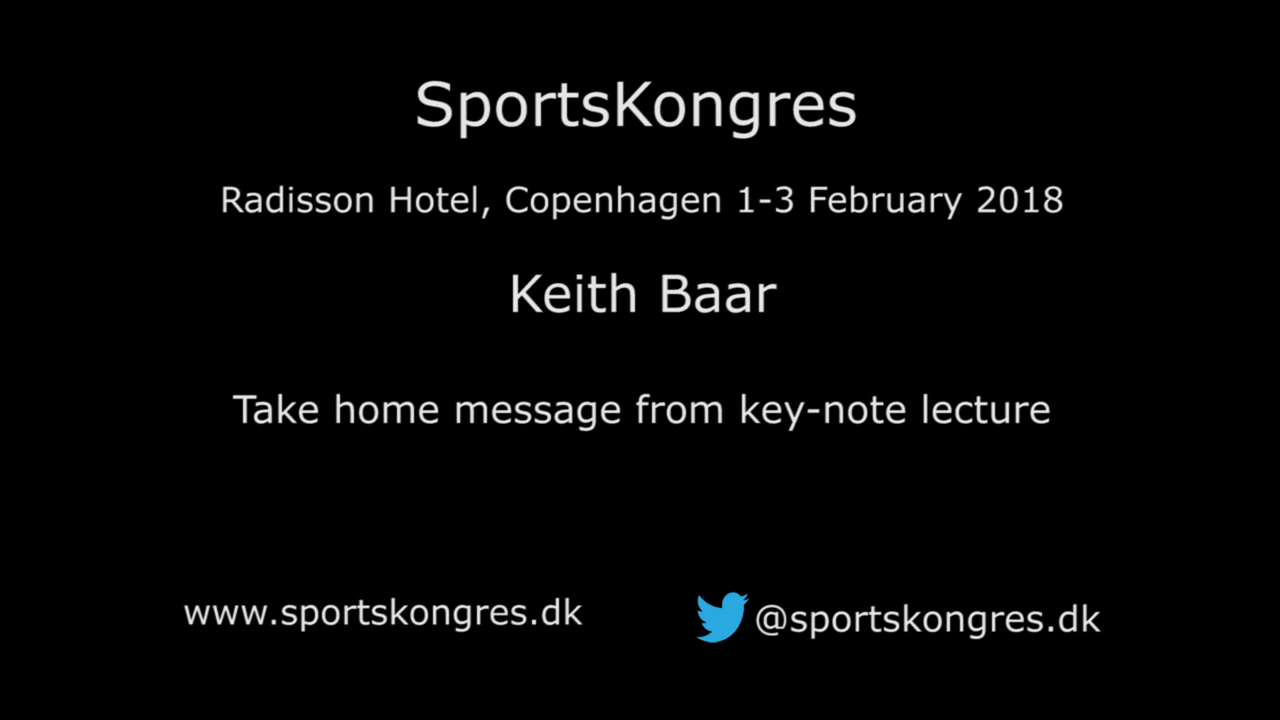 SportsKongres
Radisson Hotel, Copenhagen 1-3 February 2018
Keith Baar
Take home message from key-note lecture
www.sportskongres.dk
@sportskongres.dk